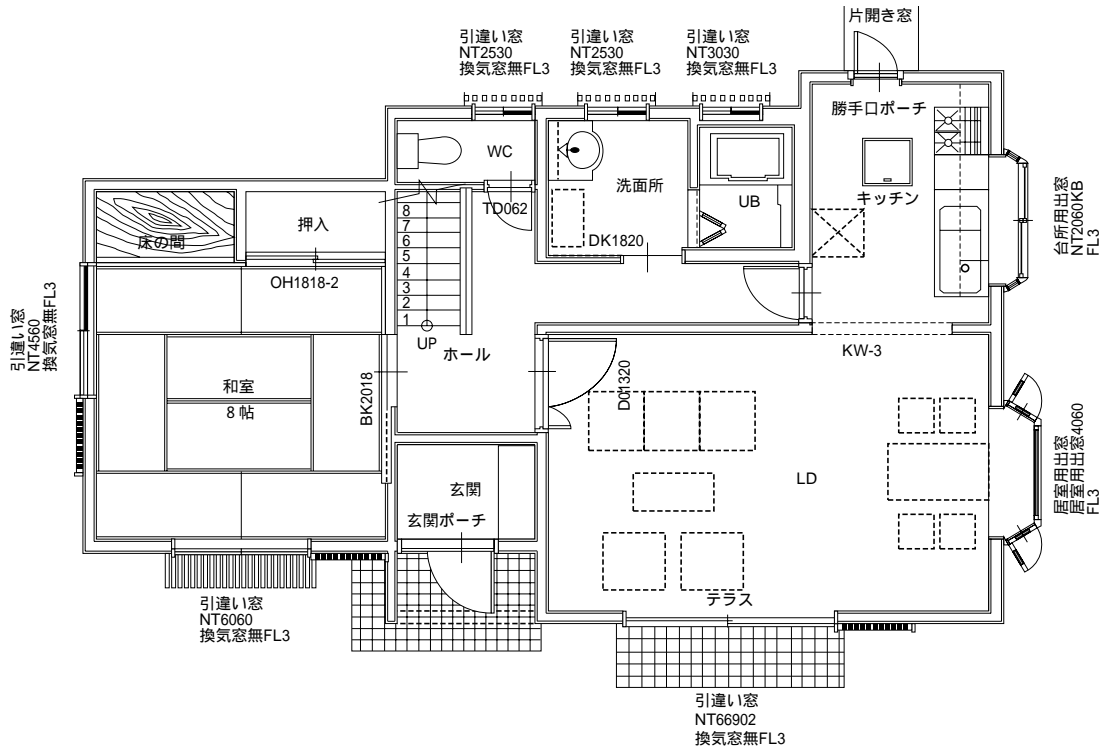 片開き窓
引違い窓
NT2530
換気窓無FL3
引違い窓
NT2530
換気窓無FL3
引違い窓
NT3030
換気窓無FL3
勝手口ポーチ
WC
洗面所
UB
キッチン
TD062
DK1820
台所用出窓
NT2060KB
FL3
床の間
押入
OH1818-2
8
7
6
5
4
3
2
1
UP
ホール
引違い窓
NT4560
換気窓無FL3
和室
8 帖
BK2018
D01320
KW-3
LD
居室用出窓
居室用出窓4060
FL3
玄関
玄関ポーチ
テラス
引違い窓
NT6060
換気窓無FL3
引違い窓
NT66902
換気窓無FL3